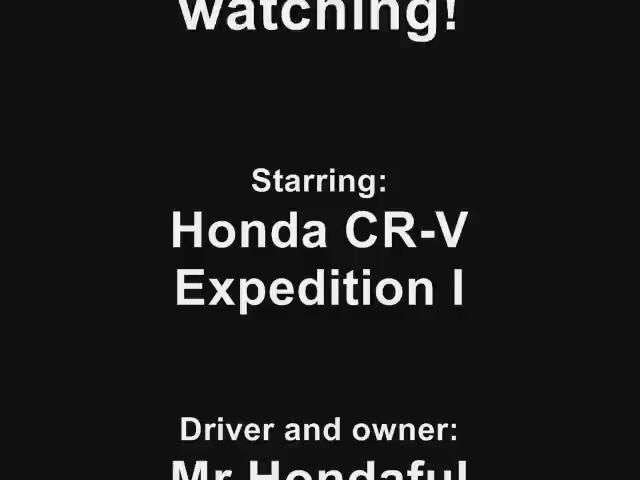 watching!
Starring:
Honda CR-V
Expedition I
Driver and owner:
Mr Hondaful